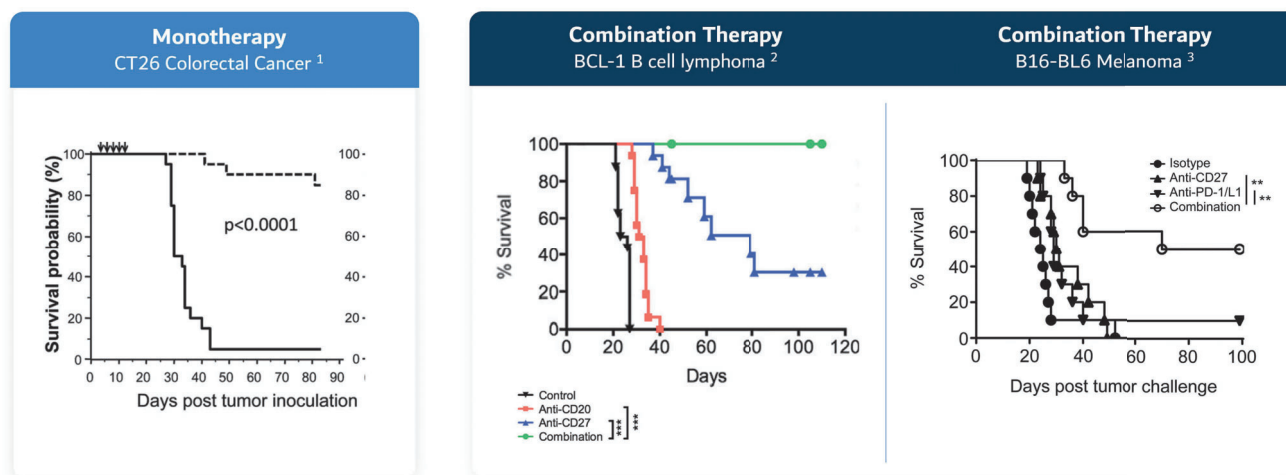 Monotherapy
CT26 Colorectal Cancer 1
Survival probability (%)
100
80
60
40
20
0
p<0.0001
100
80
60
40
20
0
0 10 20 30 40 50 60 70 80 90
Days post tumor inoculation
Combination Therapy
BCL-1 B cell lymphoma 2
% Survival
100
80
60
40
20
0
0 20 40 60 80 100 120
Days
Control
Anti-CD20
Anti-CD27
Combination
***
***
Combination Therapy
B16-BL6 Melanoma 3
% Survival
100
80
60
40
20
0
Isotype
Anti-CD27
Anti-PD-1/L1
Combination
**
**
0 20 40 60 80 100
Days post tumor challenge